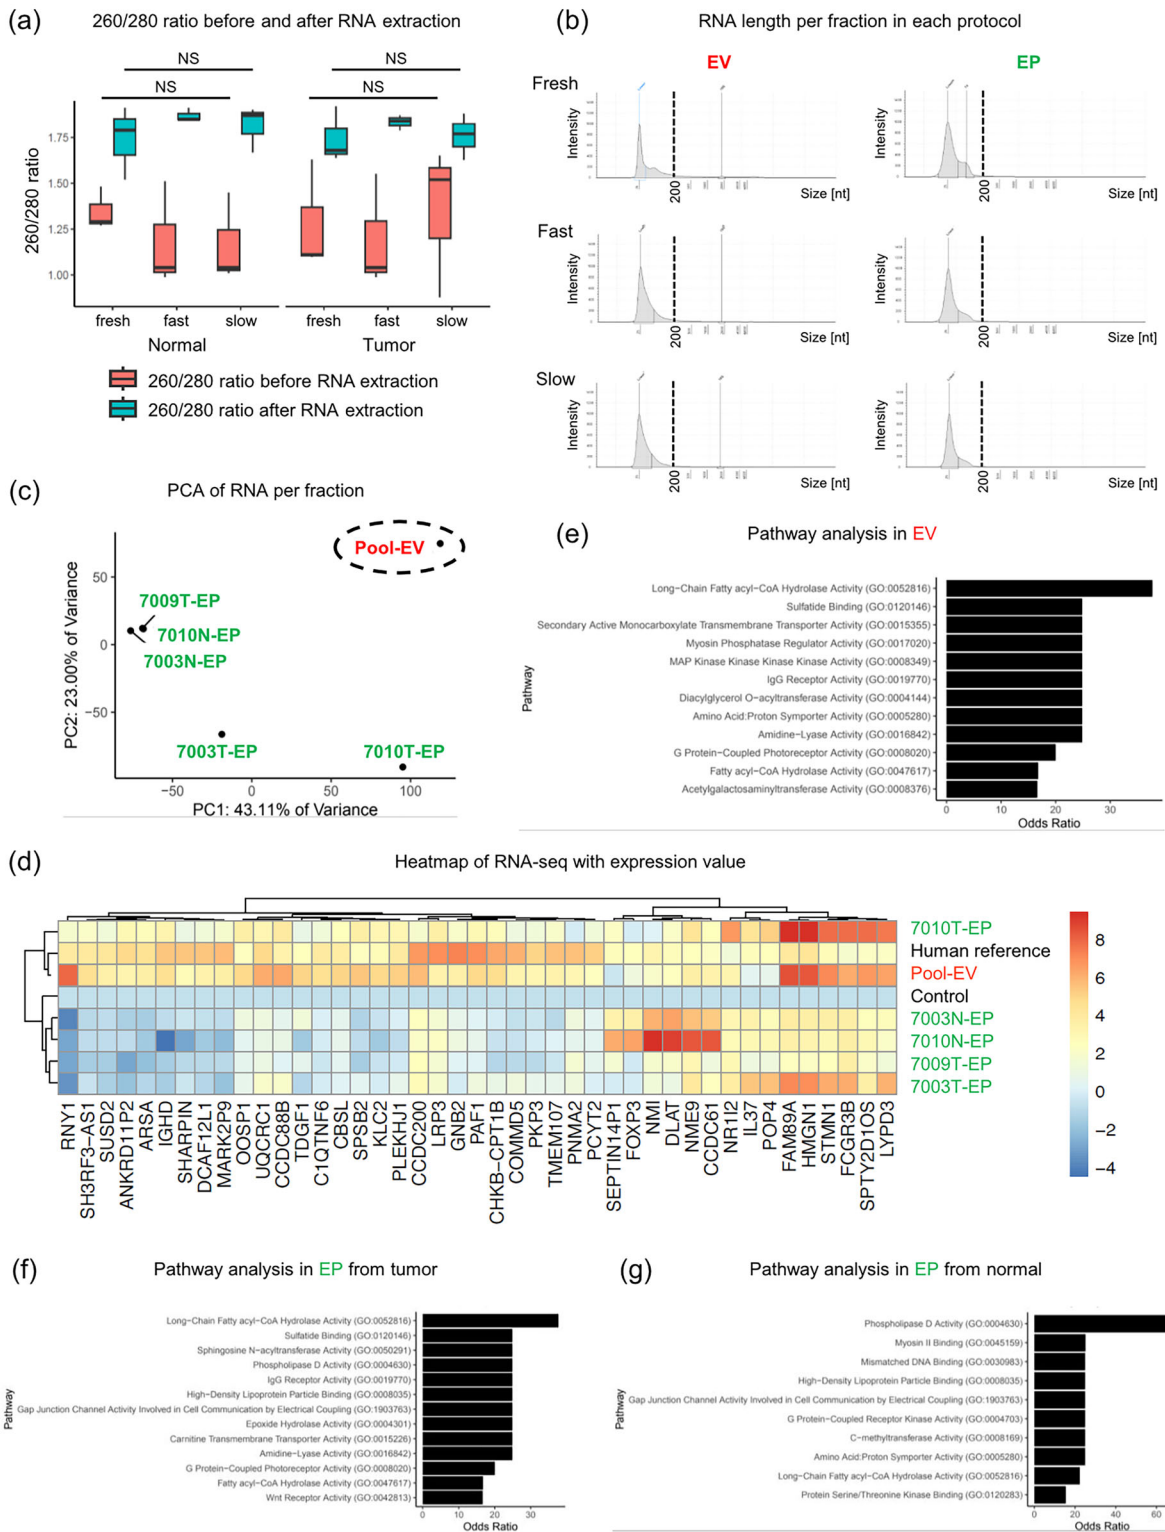 (a)
260/280 ratio before and after RNA extraction
NS
NS
NS
NS
260/280 ratio
1.75
1.50
1.25
1.00
fresh fast slow fresh fast slow
Normal Tumor
260/280 ratio before RNA extraction
260/280 ratio after RNA extraction
(b)
RNA length per fraction in each protocol
EV EP
Fresh
Intensity
200
Size [nt]
Intensity
200
Size [nt]
Fast
Intensity
200
Size [nt]
Intensity
200
Size [nt]
Slow
Intensity
200
Size [nt]
Intensity
200
Size [nt]
(c)
PCA of RNA per fraction
Pool-EV
7009T-EP
7010N-EP
7003N-EP
7003T-EP
7010T-EP
PC2: 23.00% of Variance
50
0
−50
−50 0 50 100
PC1: 43.11% of Variance
(e)
Pathway analysis in EV
Pathway
Long−Chain Fatty acyl−CoA Hydrolase Activity (GO:0052816)
Sulfatide Binding (GO:0120146)
Secondary Active Monocarboxylate Transmembrane Transporter Activity (GO:0015355)
Myosin Phosphatase Regulator Activity (GO:0017020)
MAP Kinase Kinase Kinase Kinase Activity (GO:0008349)
IgG Receptor Activity (GO:0019770)
Diacylglycerol O−acyltransferase Activity (GO:0004144)
Amino Acid:Proton Symporter Activity (GO:0005280)
Amidine−Lyase Activity (GO:0016842)
G Protein−Coupled Photoreceptor Activity (GO:0008020)
Fatty acyl−CoA Hydrolase Activity (GO:0047617)
Acetylgalactosaminyltransferase Activity (GO:0008376)
0 10 20 30
Odds Ratio
(d)
Heatmap of RNA-seq with expression value
7010T-EP
Human reference
Pool-EV
Control
7003N-EP
7010N-EP
7009T-EP
7003T-EP
8
6
4
2
0
−2
−4
RNY1
SH3RF3−AS1
SUSD2
ANKRD11P2
ARSA
IGHD
SHARPIN
DCAF12L1
MARK2P9
OOSP1
UQCRC1
CCDC88B
TDGF1
C1QTNF6
CBSL
SPSB2
KLC2
PLEKHJ1
CCDC200
LRP3
GNB2
PAF1
CHKB−CPT1B
COMMD5
PKP3
TMEM107
PNMA2
PCYT2
SEPTIN14P1
FOXP3
NMI
DLAT
NME9
CCDC61
NR1I2
IL37
POP4
FAM89A
HMGN1
STMN1
FCGR3B
SPTY2D1OS
LYPD3
(f)
Pathway analysis in EP from tumor
Pathway
Long−Chain Fatty acyl−CoA Hydrolase Activity (GO:0052816)
Sulfatide Binding (GO:0120146)
Sphingosine N−acyltransferase Activity (GO:0050291)
Phospholipase D Activity (GO:0004630)
IgG Receptor Activity (GO:0019770)
High−Density Lipoprotein Particle Binding (GO:0008035)
Gap Junction Channel Activity Involved in Cell Communication by Electrical Coupling (GO:1903763)
Epoxide Hydrolase Activity (GO:0004301)
Carnitine Transmembrane Transporter Activity (GO:0015226)
Amidine−Lyase Activity (GO:0016842)
G Protein−Coupled Photoreceptor Activity (GO:0008020)
Fatty acyl−CoA Hydrolase Activity (GO:0047617)
Wnt Receptor Activity (GO:0042813)
0 10 20 30
Odds Ratio
(g)
Pathway analysis in EP from normal
Pathway
Phospholipase D Activity (GO:0004630)
Myosin II Binding (GO:0045159)
Mismatched DNA Binding (GO:0030983)
High−Density Lipoprotein Particle Binding (GO:0008035)
Gap Junction Channel Activity Involved in Cell Communication by Electrical Coupling (GO:1903763)
G Protein−Coupled Receptor Kinase Activity (GO:0004703)
C−methyltransferase Activity (GO:0008169)
Amino Acid:Proton Symporter Activity (GO:0005280)
Long−Chain Fatty acyl−CoA Hydrolase Activity (GO:0052816)
Protein Serine/Threonine Kinase Binding (GO:0120283)
0 20 40 60
Odds Ratio